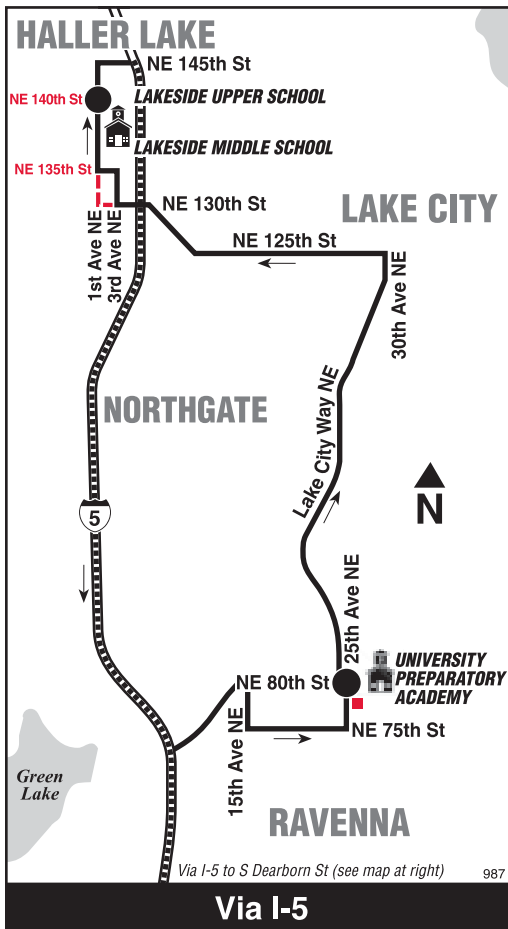 HALLER LAKE
NE 145th St
NE 140th St
LAKESIDE UPPER SCHOOL
LAKESIDE MIDDLE SCHOOL
NE 135th St
NE 130th St
LAKE CITY
1st Ave NE
3rd Ave NE
NE 125th St
30th Ave NE
NORTHGATE
Lake City Way NE
N
5
25th Ave NE
UNIVERSITY
PREPARATORY
ACADEMY
NE 80th St
NE 75th St
15th Ave NE
Green
Lake
RAVENNA
Via I-5 to S Dearborn St (see map at right)
987
Via I-5